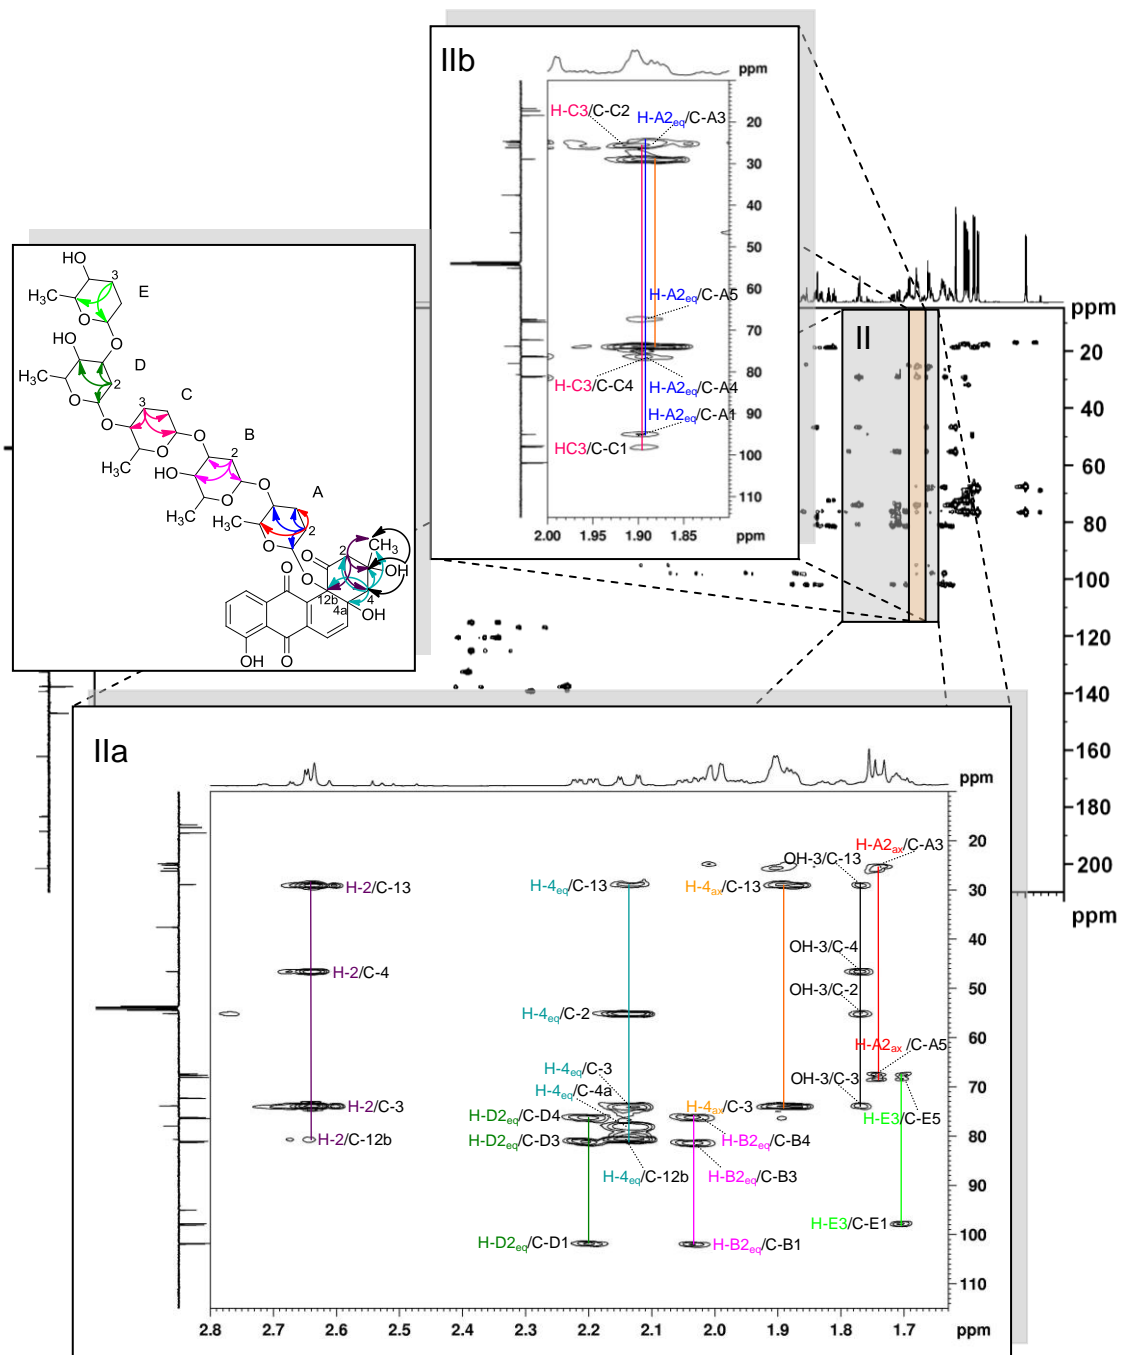 IIb
ppm
H-C3/C-C2
H-A2eq/C-A3
20
30
40
50
60
70
80
90
100
110
H-A2eq/C-A5
H-C3/C-C4
H-A2eq/C-A4
H-A2eq/C-A1
HC3/C-C1
2.00 1.95 1.90 1.85 ppm
II
ppm
20
40
60
80
100
120
140
160
180
200
ppm
HO
3
E
H3C
O
O
HO
D
H3C
2
O
O
3
C
O
B
O
CH3
2
HO
O
A
O
H3C
H3C
2
O
2
CH3
O
O
OH
O
12b
4
4a
OH
OH
O
IIa
ppm
20
30
40
50
60
70
80
90
100
110
H-A2ax/C-A3
OH-3/C-13
H-2/C-13
H-4eq/C-13
H-4ax/C-13
OH-3/C-4
H-2/C-4
OH-3/C-2
H-4eq/C-2
H-A2ax /C-A5
H-4eq/C-3
OH-3/C-3
H-4eq/C-4a
H-2/C-3
H-4ax/C-3
H-D2eq/C-D4
H-E3/C-E5
H-2/C-12b
H-D2eq/C-D3
H-B2eq/C-B4
H-4eq/C-12b
H-B2eq/C-B3
H-E3/C-E1
H-D2eq/C-D1
H-B2eq/C-B1
2.8 2.7 2.6 2.5 2.4 2.3 2.2 2.1 2.0 1.9 1.8 1.7 ppm